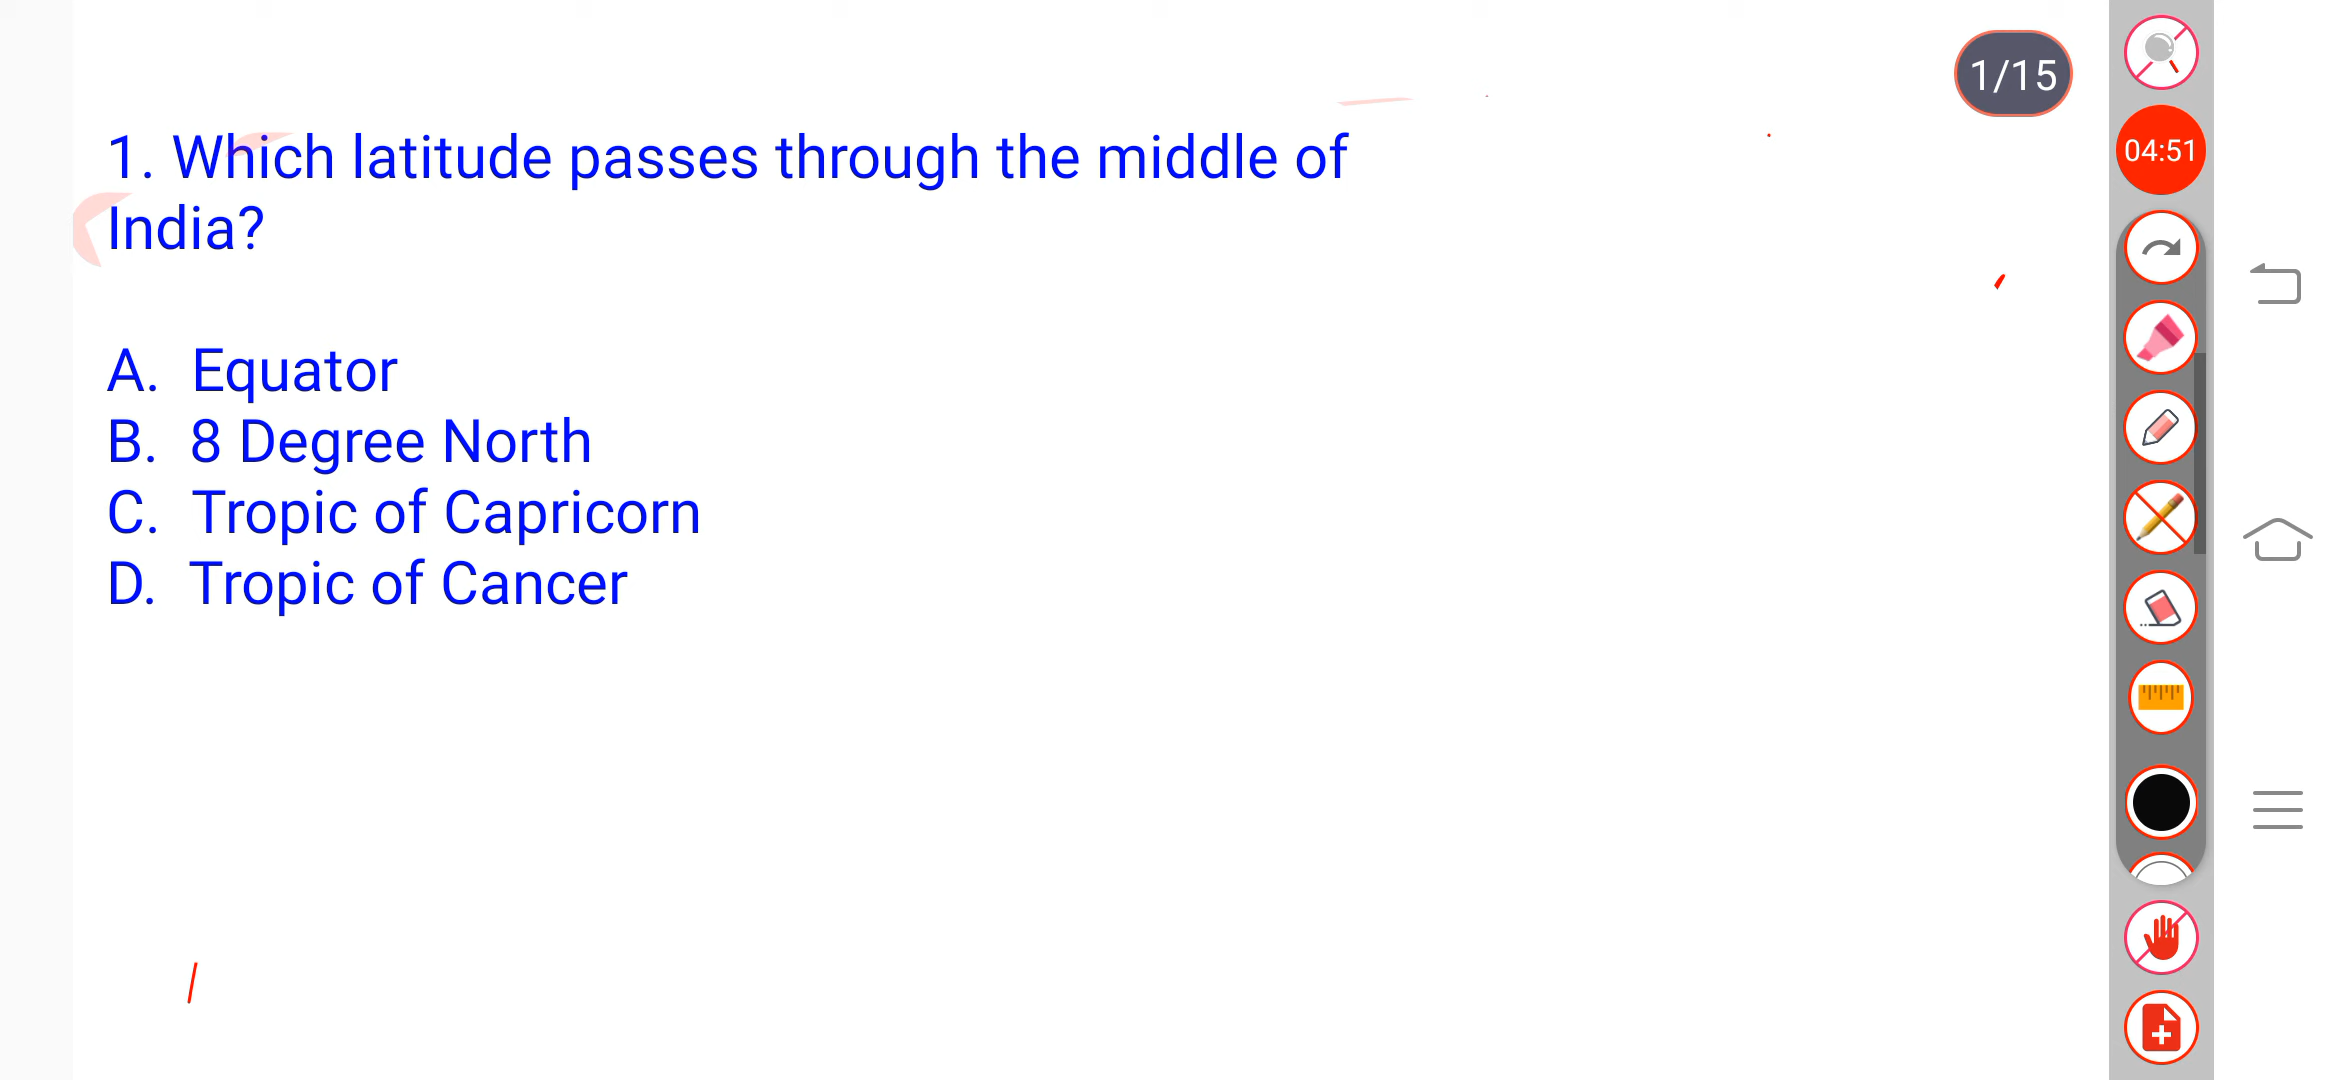 1/15
04:51
1. Which latitude passes through the middle of
India?
A. Equator
B. 8 Degree North
C. Tropic of Capricorn
D. Tropic of Cancer